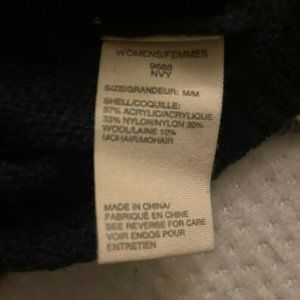 WOMENS/FEMMES
9688
NVY
SIZE/GRANDEUR: M/M
SHELL/COQUILLE:
37% ACRYLIC/ACRYLIQUE
33% NYLON/NYLON 20%
WOOL/LAINE 10%
MOHAIR/MOHAIR
MADE IN CHINA/
FABRIQUÉ EN CHINE
SEE REVERSE FOR CARE
VOIR ENDOS POUR
ENTRETIEN